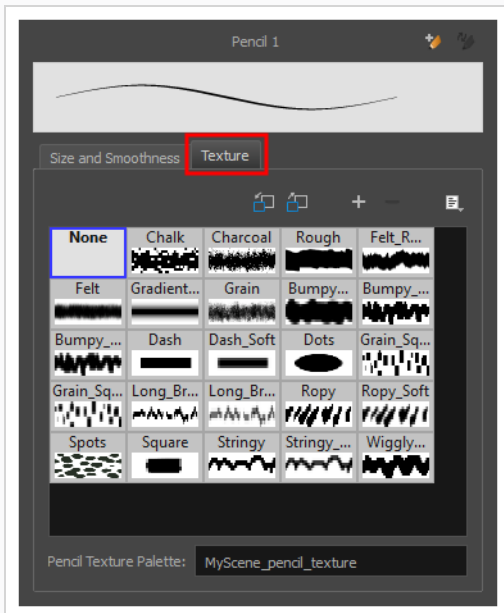 Pencil 1
Size and Smoothness Texture
None Chalk Charcoal Rough Felt_R...
Felt Gradient... Grain Bumpy... Bumpy_...
Bumpy_... Dash Dash_Soft Dots Grain_Sq...
Grain_Sq... Long_Br... Long_Br... Ropy Ropy_Soft
Spots Square Stringy Stringy_... Wiggly...
Pencil Texture Palette: MyScene_pencil_texture